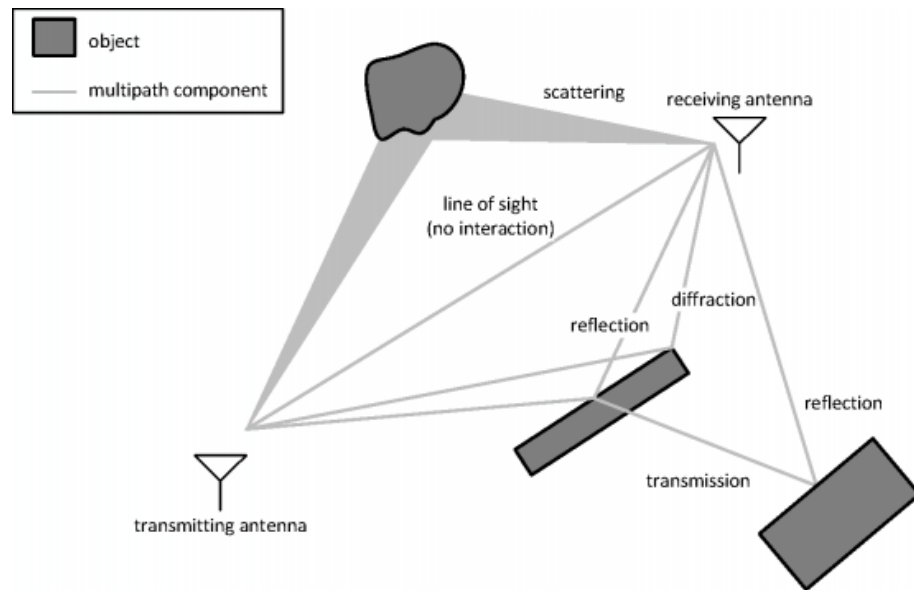 object
multipath component
scattering
receiving antenna
line of sight
(no interaction)
diffraction
reflection
reflection
transmission
transmitting antenna